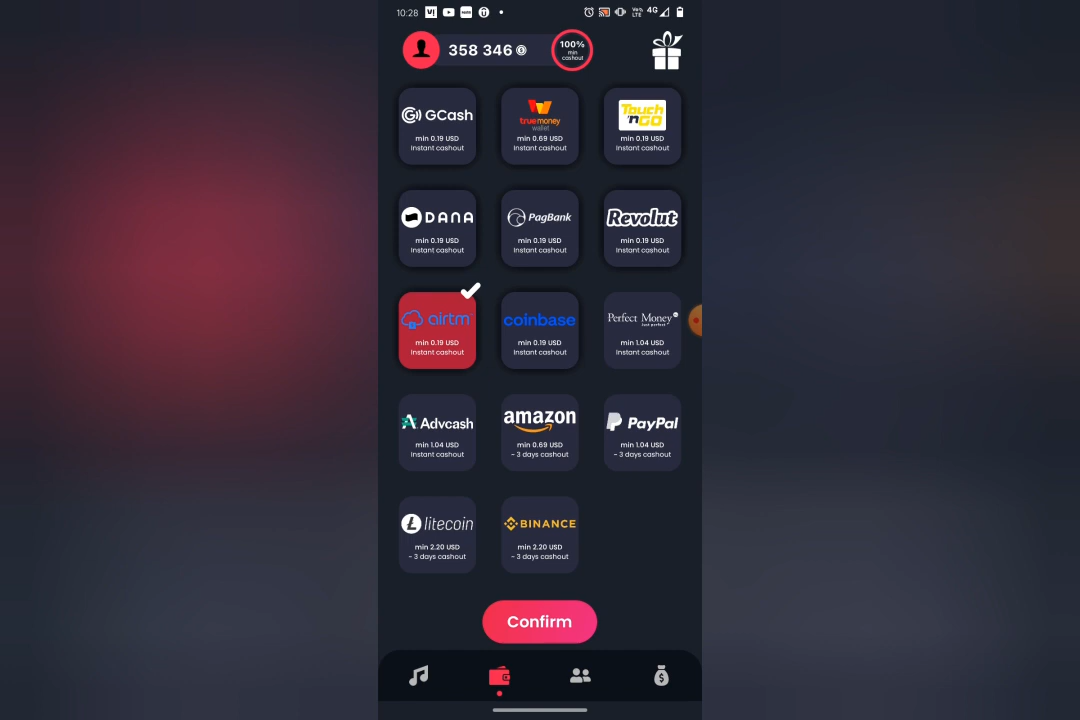 10:28
Vo))
LTE
4G
358 346
100%
min
cashout
GCash
min 0.19 USD
Instant cashout
truemoney
wallet
min 0.69 USD
Instant cashout
Touch
'n GO
min 0.19 USD
Instant cashout
DANA
min 0.19 USD
Instant cashout
PagBank
min 0.19 USD
Instant cashout
Revolut
min 0.19 USD
Instant cashout
airtm
min 0.19 USD
Instant cashout
coinbase
min 0.19 USD
Instant cashout
Perfect Money
Just perfect
min 1.04 USD
Instant cashout
Advcash
min 1.04 USD
Instant cashout
amazon
min 0.69 USD
~ 3 days cashout
PayPal
min 1.04 USD
~ 3 days cashout
litecoin
min 2.20 USD
~ 3 days cashout
BINANCE
min 2.20 USD
~ 3 days cashout
Confirm